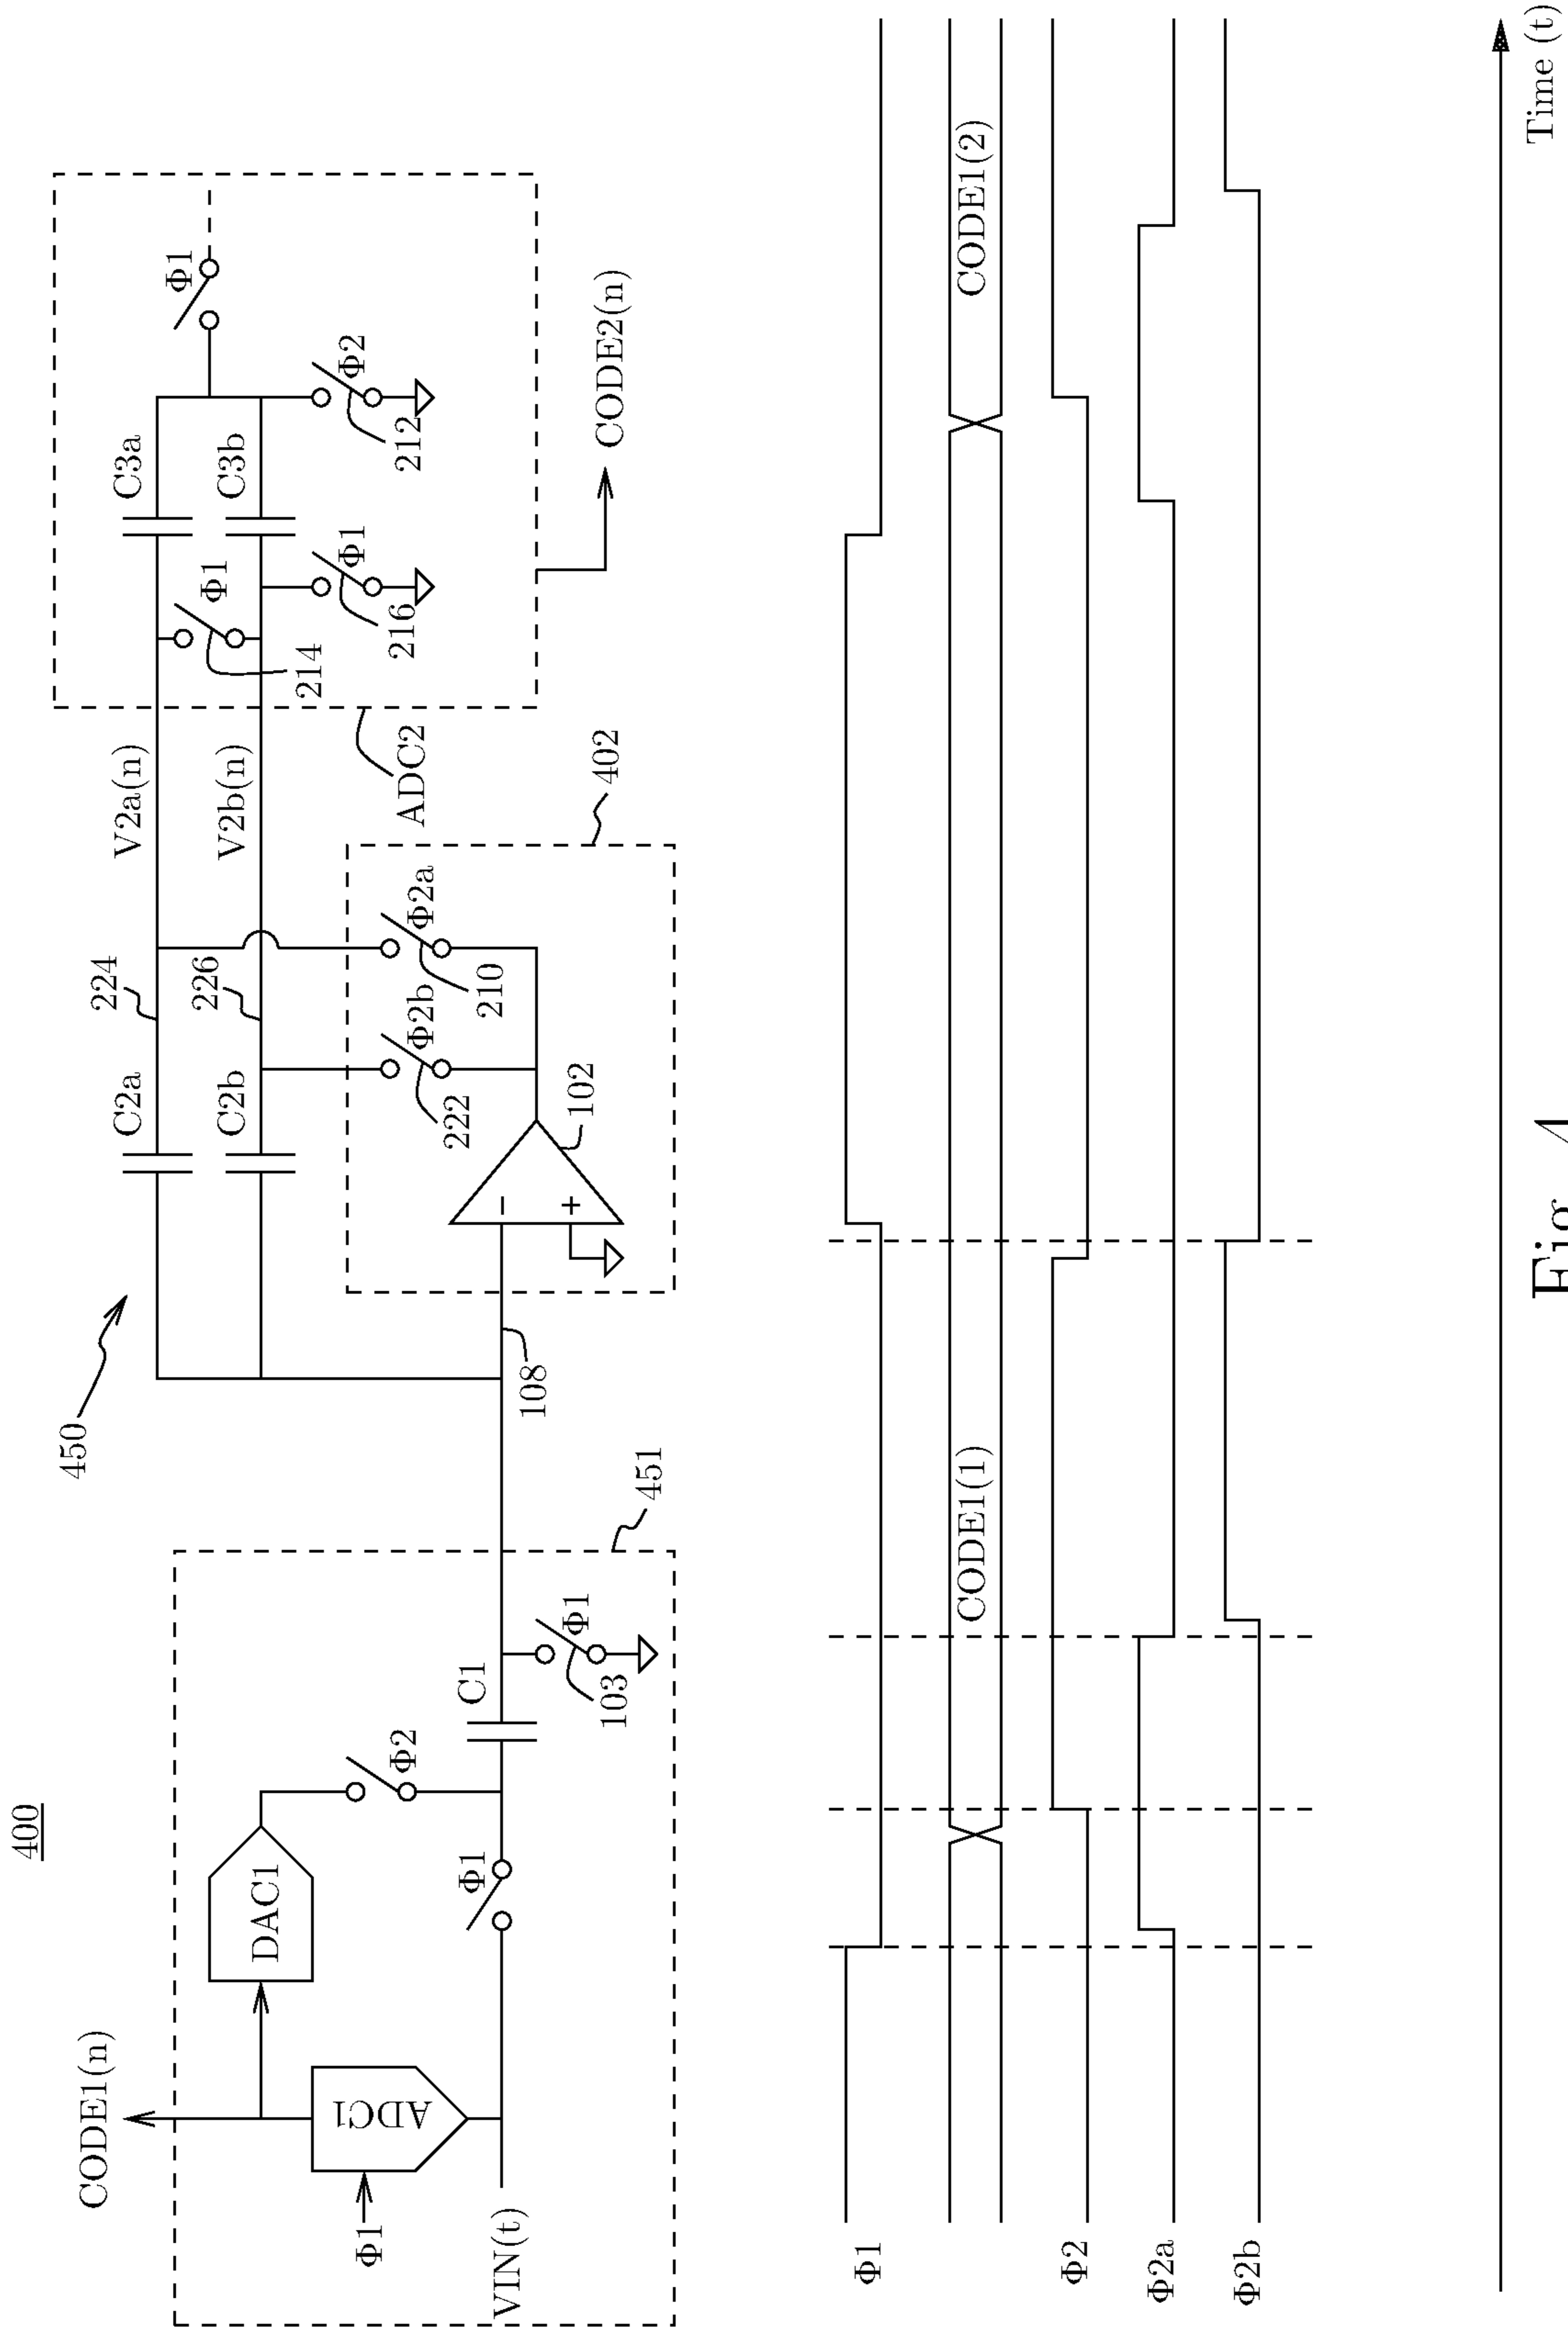 400
CODE1(n)
Φ1
ADC1
DAC1
VIN(t)
Φ1
Φ2
C1
Φ1
103
451
450
108
C2a
C2b
224
226
Φ2b
222
Φ2a
210
102
−
+
402
V2a(n)
V2b(n)
ADC2
214
Φ1
216
Φ1
C3a
C3b
212
Φ2
Φ1
CODE2(n)
Φ1
CODE1(1)
CODE1(2)
Φ2
Φ2a
Φ2b
Time (t)
Fig. 4